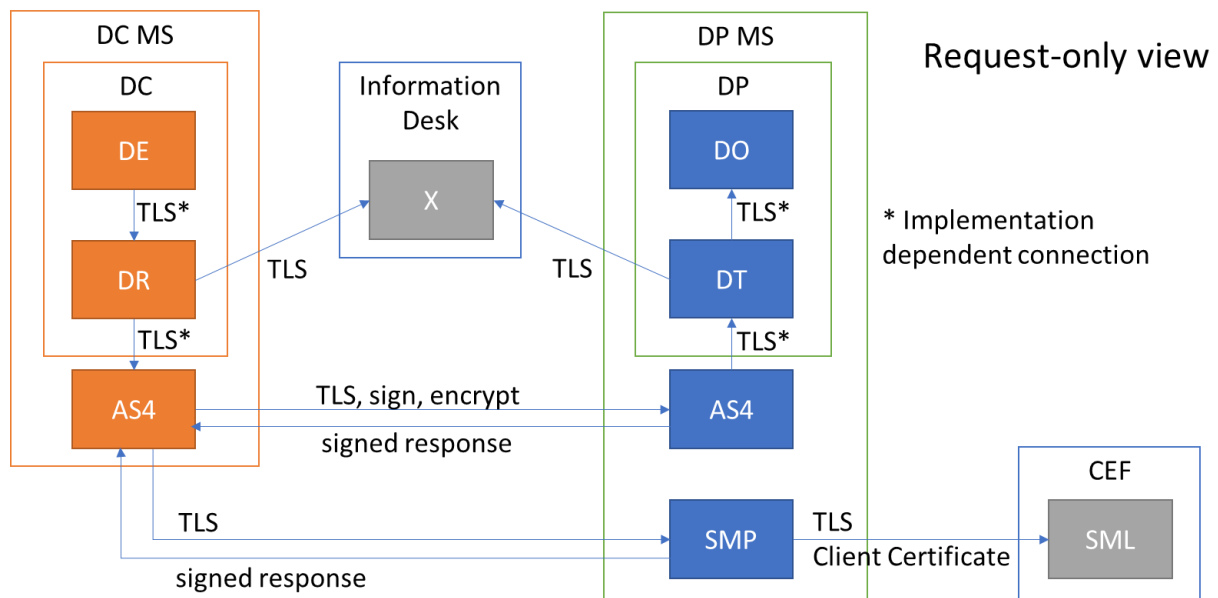 DC MS
DP MS
Request-only view
DC
Information
Desk
DP
DE
X
DO
TLS*
TLS*
* Implementation
dependent connection
DR
TLS
TLS
DT
TLS*
TLS*
AS4
TLS, sign, encrypt
signed response
AS4
CEF
TLS
SMP
TLS
Client Certificate
SML
signed response